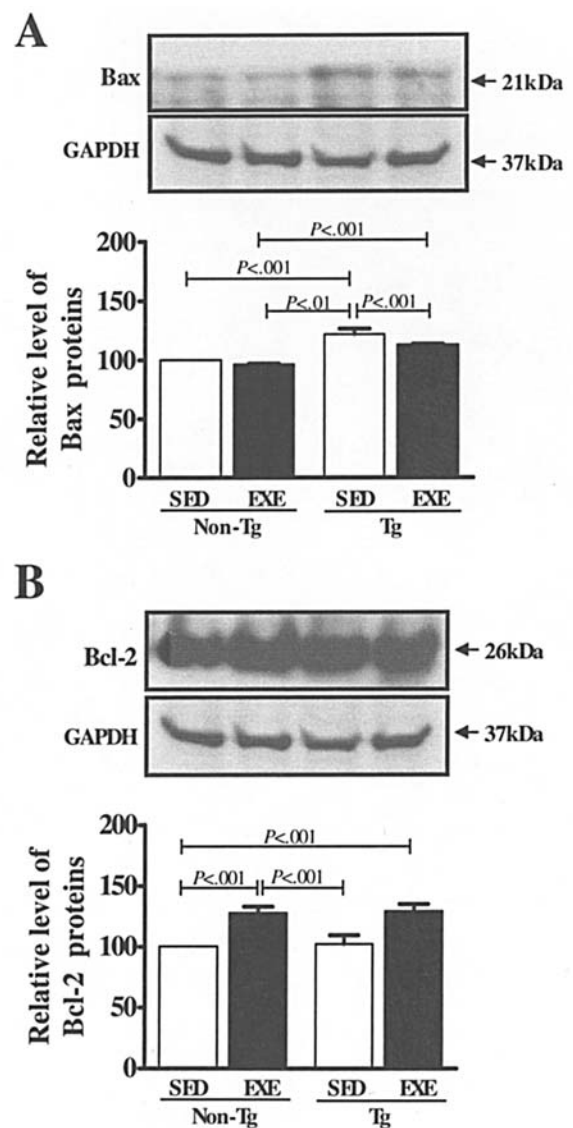 A
Bax
21kDa
GAPDH
37kDa
P<.001
200
P<.001
150
P<.01
P<.001
100
50
0
Relative level of
Bax proteins
SED EXE SED EXE
Non-Tg Tg
B
Bcl-2
26kDa
GAPDH
37kDa
200
P<.001
150
P<.001
P<.001
100
50
0
Relative level of
Bcl-2 proteins
SED EXE SED EXE
Non-Tg Tg